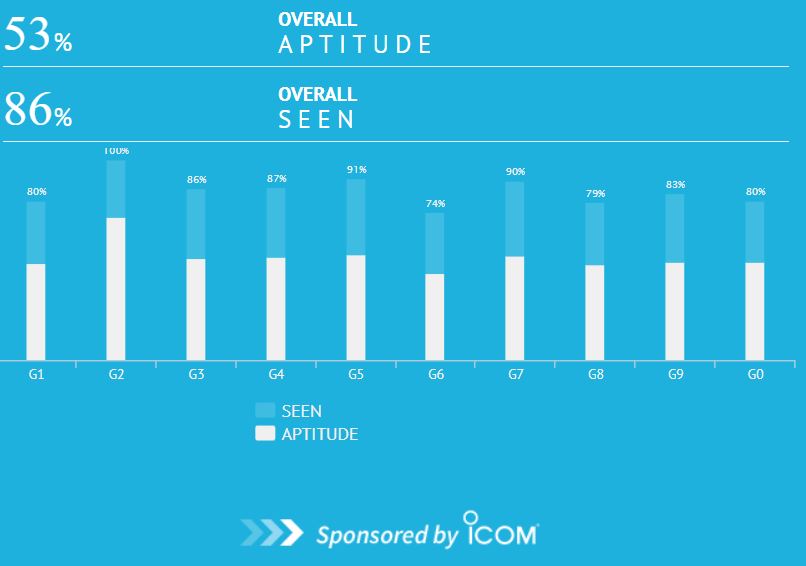 53%
OVERALL
APTITUDE
86%
OVERALL
SEEN
80%
100%
86%
87%
91%
74%
90%
79%
83%
80%
G1
G2
G3
G4
G5
G6
G7
G8
G9
G0
SEEN
APTITUDE
Sponsored by ICOM